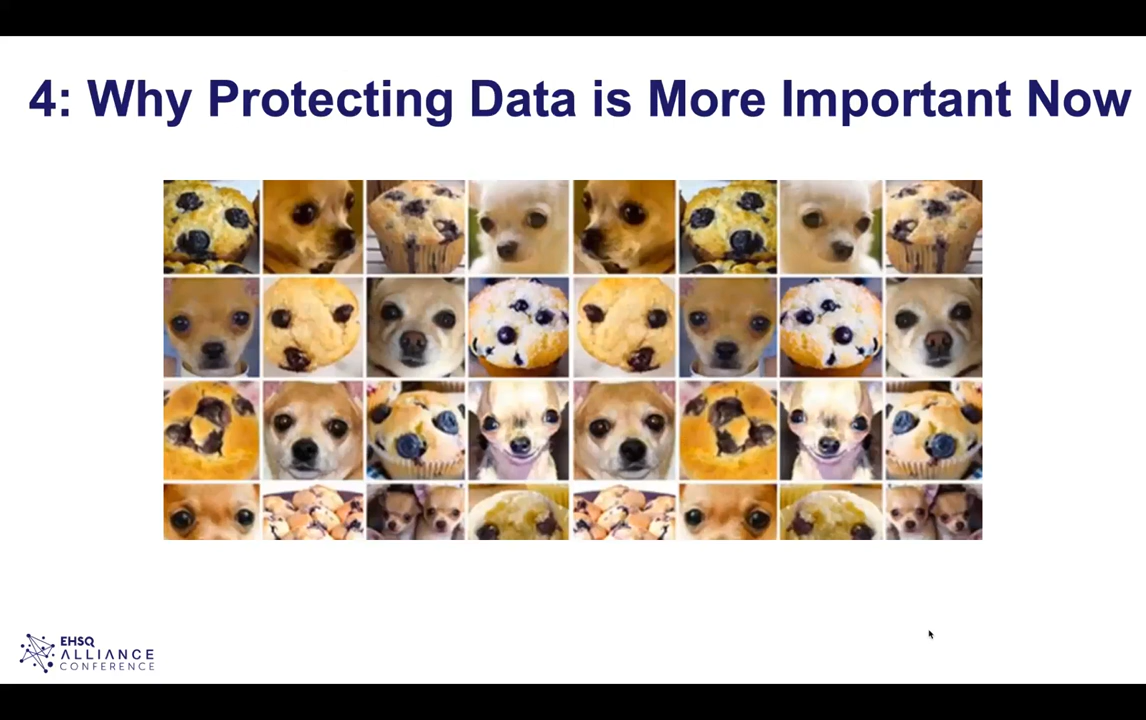 4: Why Protecting Data is More Important Now
EHSQ
ALLIANCE
CONFERENCE